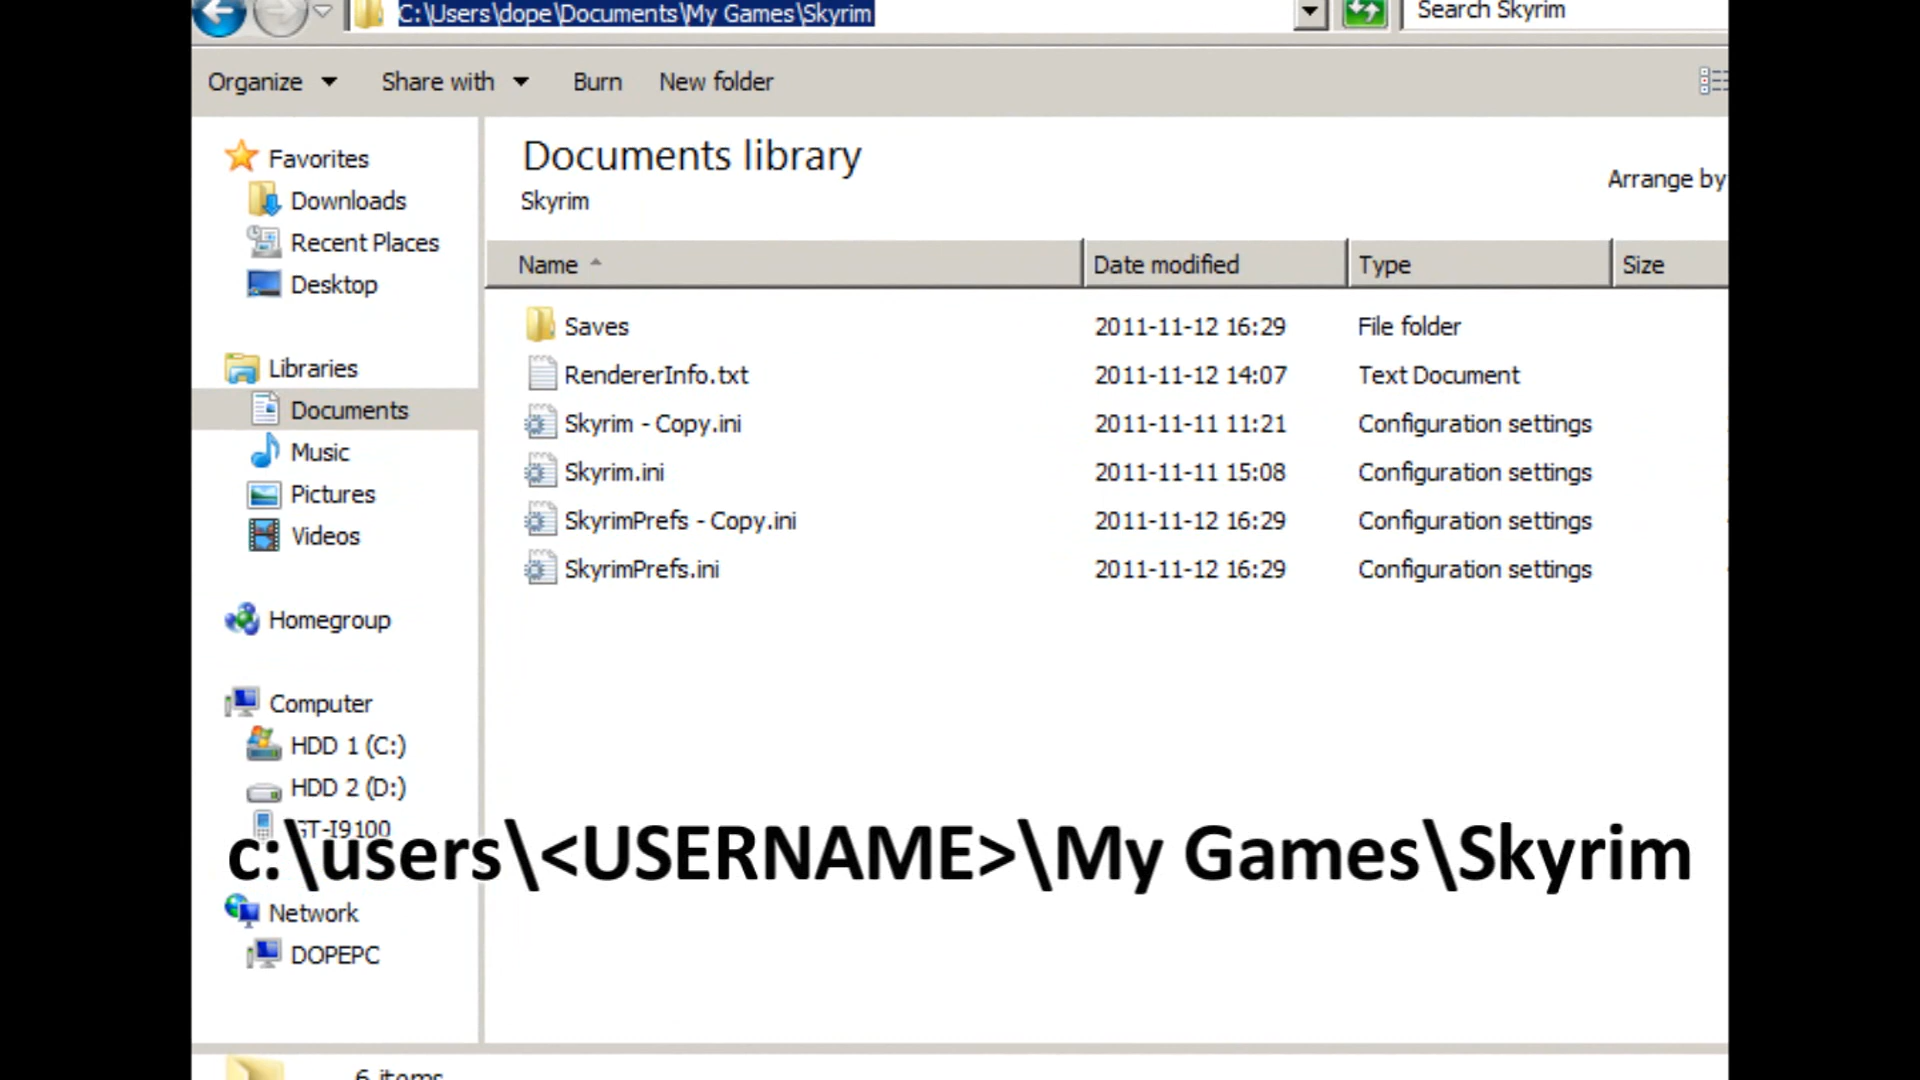 C:\Users\dope\Documents\My Games\Skyrim
Search Skyrim
Organize
Share with
Burn
New folder
Favorites
Downloads
Recent Places
Desktop
Libraries
Documents
Music
Pictures
Videos
Homegroup
Computer
HDD 1 (C:)
HDD 2 (D:)
GT-I9100
Network
DOPEPC
Documents library
Skyrim
Arrange by
Name Date modified Type Size
Saves 2011-11-12 16:29 File folder
RendererInfo.txt 2011-11-12 14:07 Text Document
Skyrim - Copy.ini 2011-11-11 11:21 Configuration settings
Skyrim.ini 2011-11-11 15:08 Configuration settings
SkyrimPrefs - Copy.ini 2011-11-12 16:29 Configuration settings
SkyrimPrefs.ini 2011-11-12 16:29 Configuration settings
c:\users\<USERNAME>\My Games\Skyrim
6 items